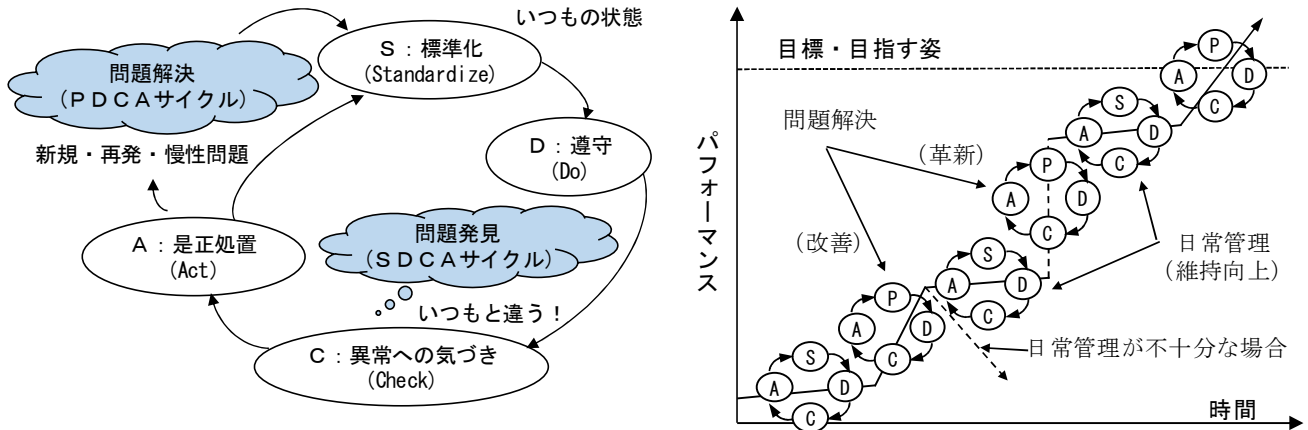 いつもの状態
S：標準化
(Standardize)
問題解決
（ＰＤＣＡサイクル）
新規・再発・慢性問題
D：遵守
(Do)
A：是正処置
(Act)
問題発見
（ＳＤＣＡサイクル）
いつもと違う！
C：異常への気づき
(Check)
目標・目指す姿
パフォーマンス
問題解決
（革新）
（改善）
日常管理
（維持向上）
日常管理が不十分な場合
時間
P
A
D
C
S
A
D
C
P
A
D
C
S
A
D
C
P
A
D
C
S
A
D
C